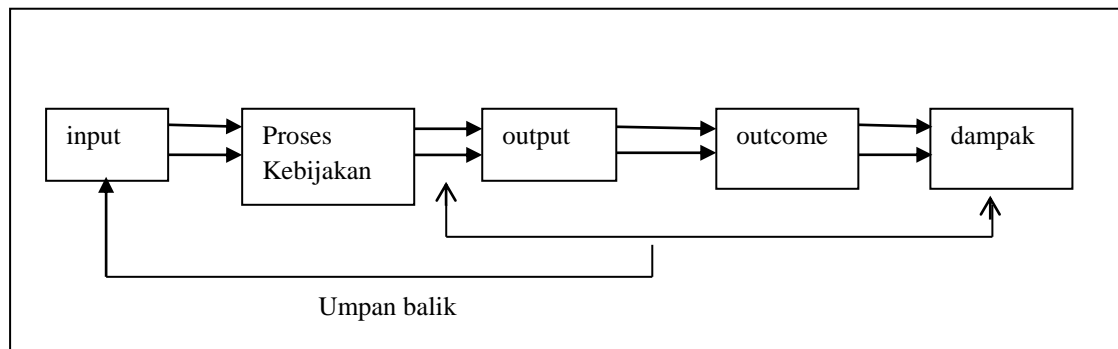 input
Proses
Kebijakan
output
outcome
dampak
Umpan balik